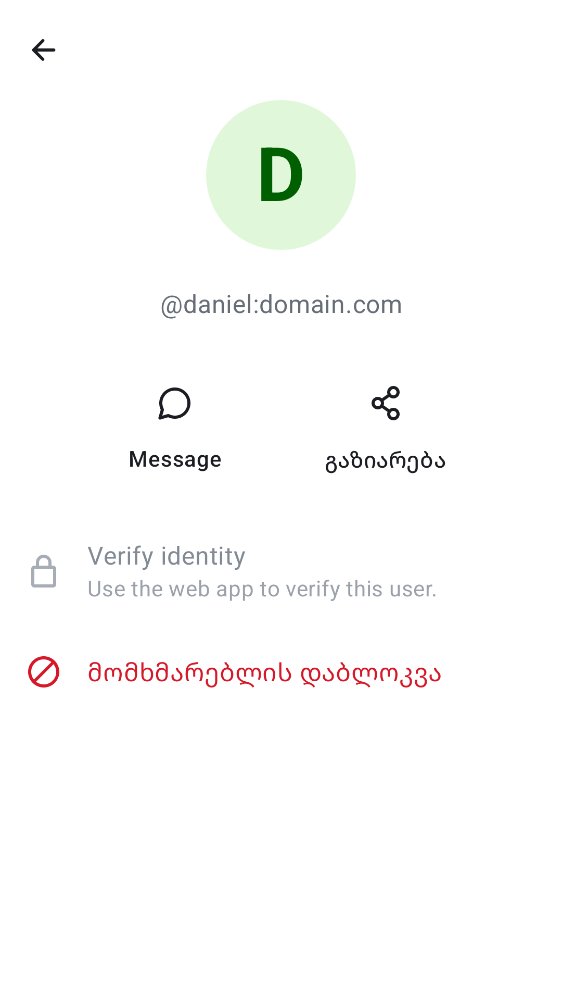 D
@daniel:domain.com
Message
გაზიარება
Verify identity
Use the web app to verify this user.
მომხმარებლის დაბლოკვა